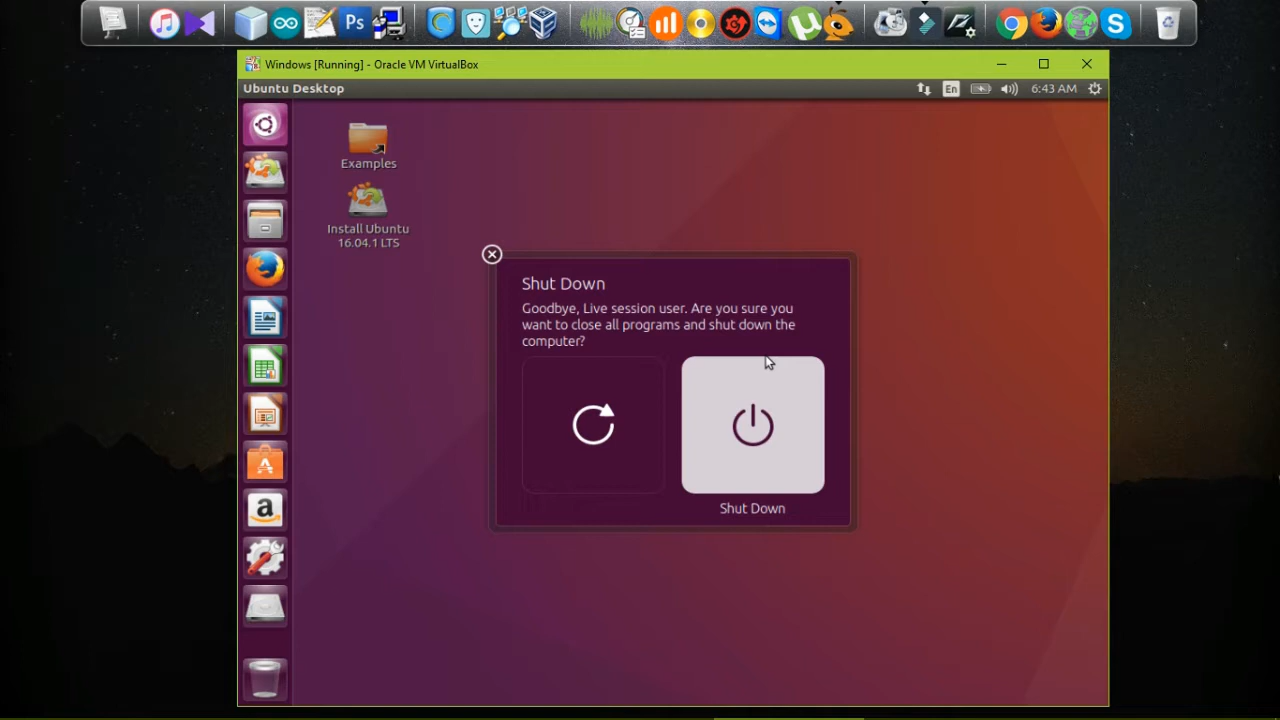 Ps
Windows [Running] - Oracle VM VirtualBox
Ubuntu Desktop
En
6:43 AM
Examples
Install Ubuntu
16.04.1 LTS
Shut Down
Goodbye, Live session user. Are you sure you
want to close all programs and shut down the
computer?
Shut Down